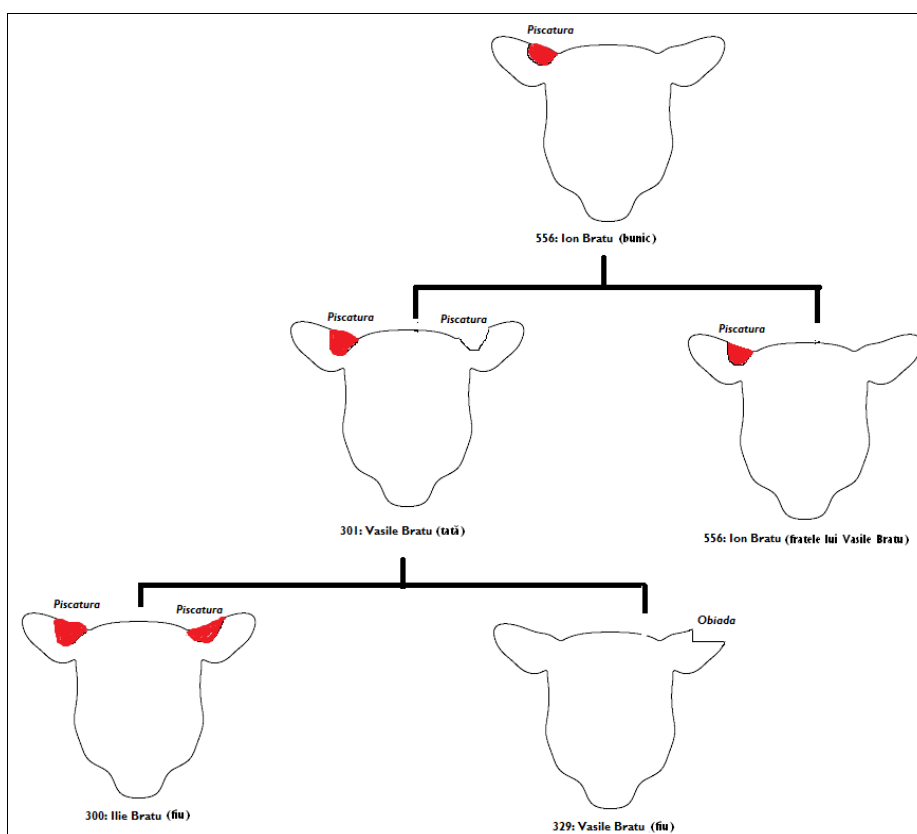 Piscatura
556: Ion Bratu (bunic)
Piscatura
Piscatura
Piscatura
301: Vasile Bratu (tată)
556: Ion Bratu (fratele lui Vasile Bratu)
Piscatura
Piscatura
Obiada
300: Ilie Bratu (fiu)
329: Vasile Bratu (fiu)